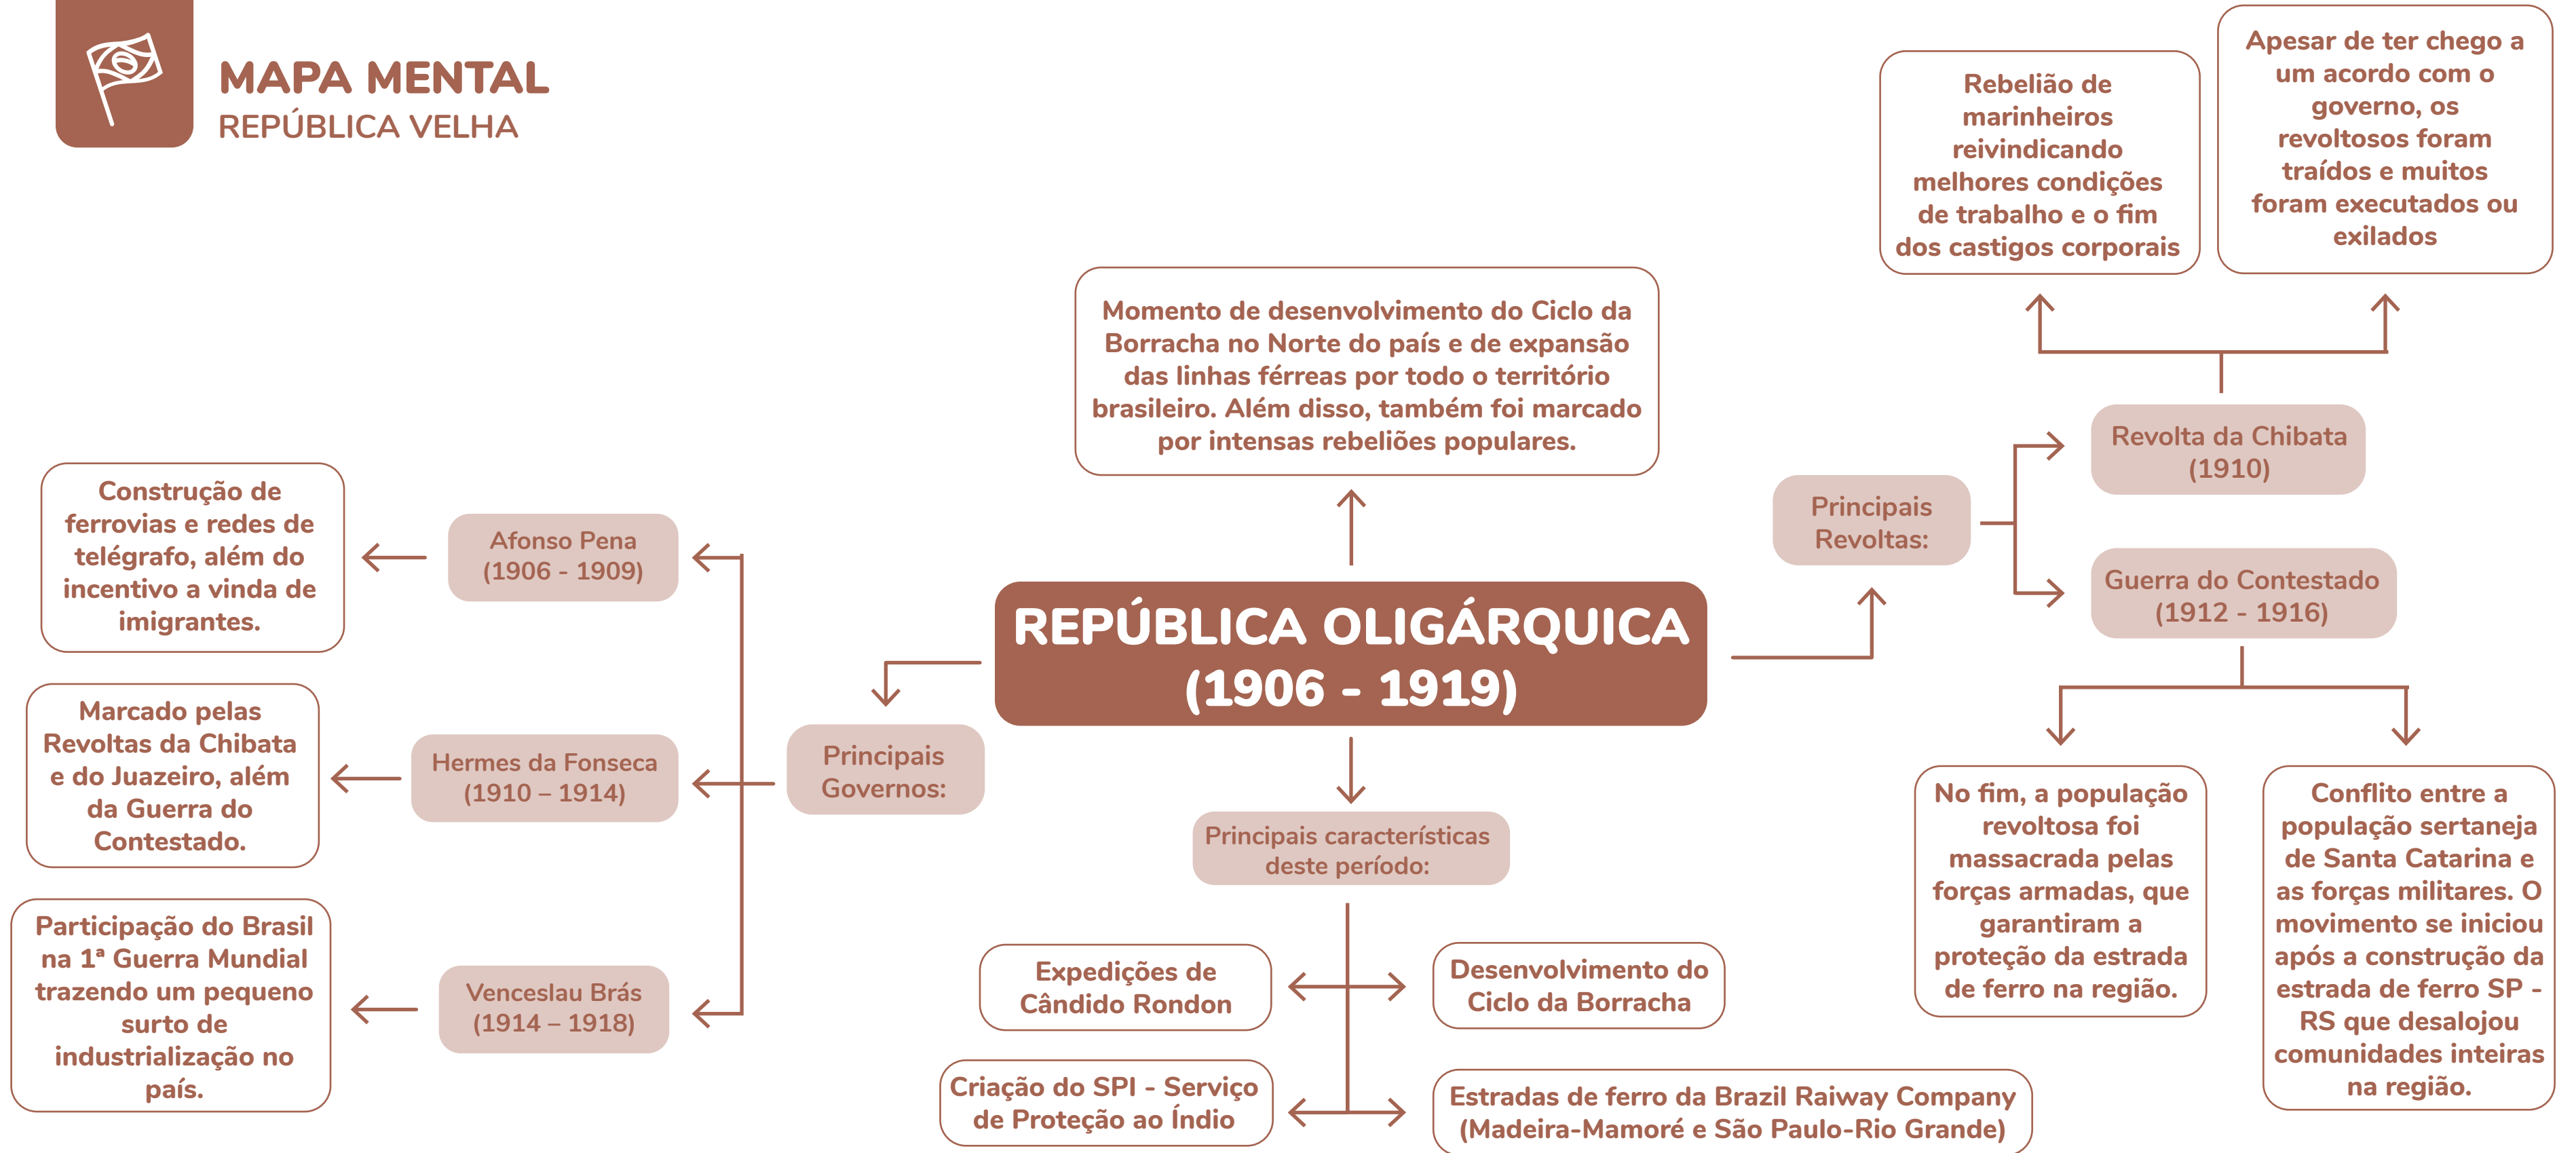 MAPA MENTAL
REPÚBLICA VELHA
Momento de desenvolvimento do Ciclo da
Borracha no Norte do país e de expansão
das linhas férreas por todo o território
brasileiro. Além disso, também foi marcado
por intensas rebeliões populares.
REPÚBLICA OLIGÁRQUICA
(1906 - 1919)
Principais
Governos:
Afonso Pena
(1906 - 1909)
Construção de
ferrovias e redes de
telégrafo, além do
incentivo a vinda de
imigrantes.
Hermes da Fonseca
(1910 – 1914)
Marcado pelas
Revoltas da Chibata
e do Juazeiro, além
da Guerra do
Contestado.
Venceslau Brás
(1914 – 1918)
Participação do Brasil
na 1ª Guerra Mundial
trazendo um pequeno
surto de
industrialização no
país.
Principais características
deste período:
Expedições de
Cândido Rondon
Desenvolvimento do
Ciclo da Borracha
Criação do SPI - Serviço
de Proteção ao Índio
Estradas de ferro da Brazil Raiway Company
(Madeira-Mamoré e São Paulo-Rio Grande)
Principais
Revoltas:
Revolta da Chibata
(1910)
Rebelião de
marinheiros
reivindicando
melhores condições
de trabalho e o fim
dos castigos corporais
Apesar de ter chego a
um acordo com o
governo, os
revoltosos foram
traídos e muitos
foram executados ou
exilados
Guerra do Contestado
(1912 - 1916)
No fim, a população
revoltosa foi
massacrada pelas
forças armadas, que
garantiram a
proteção da estrada
de ferro na região.
Conflito entre a
população sertaneja
de Santa Catarina e
as forças militares. O
movimento se iniciou
após a construção da
estrada de ferro SP -
RS que desalojou
comunidades inteiras
na região.